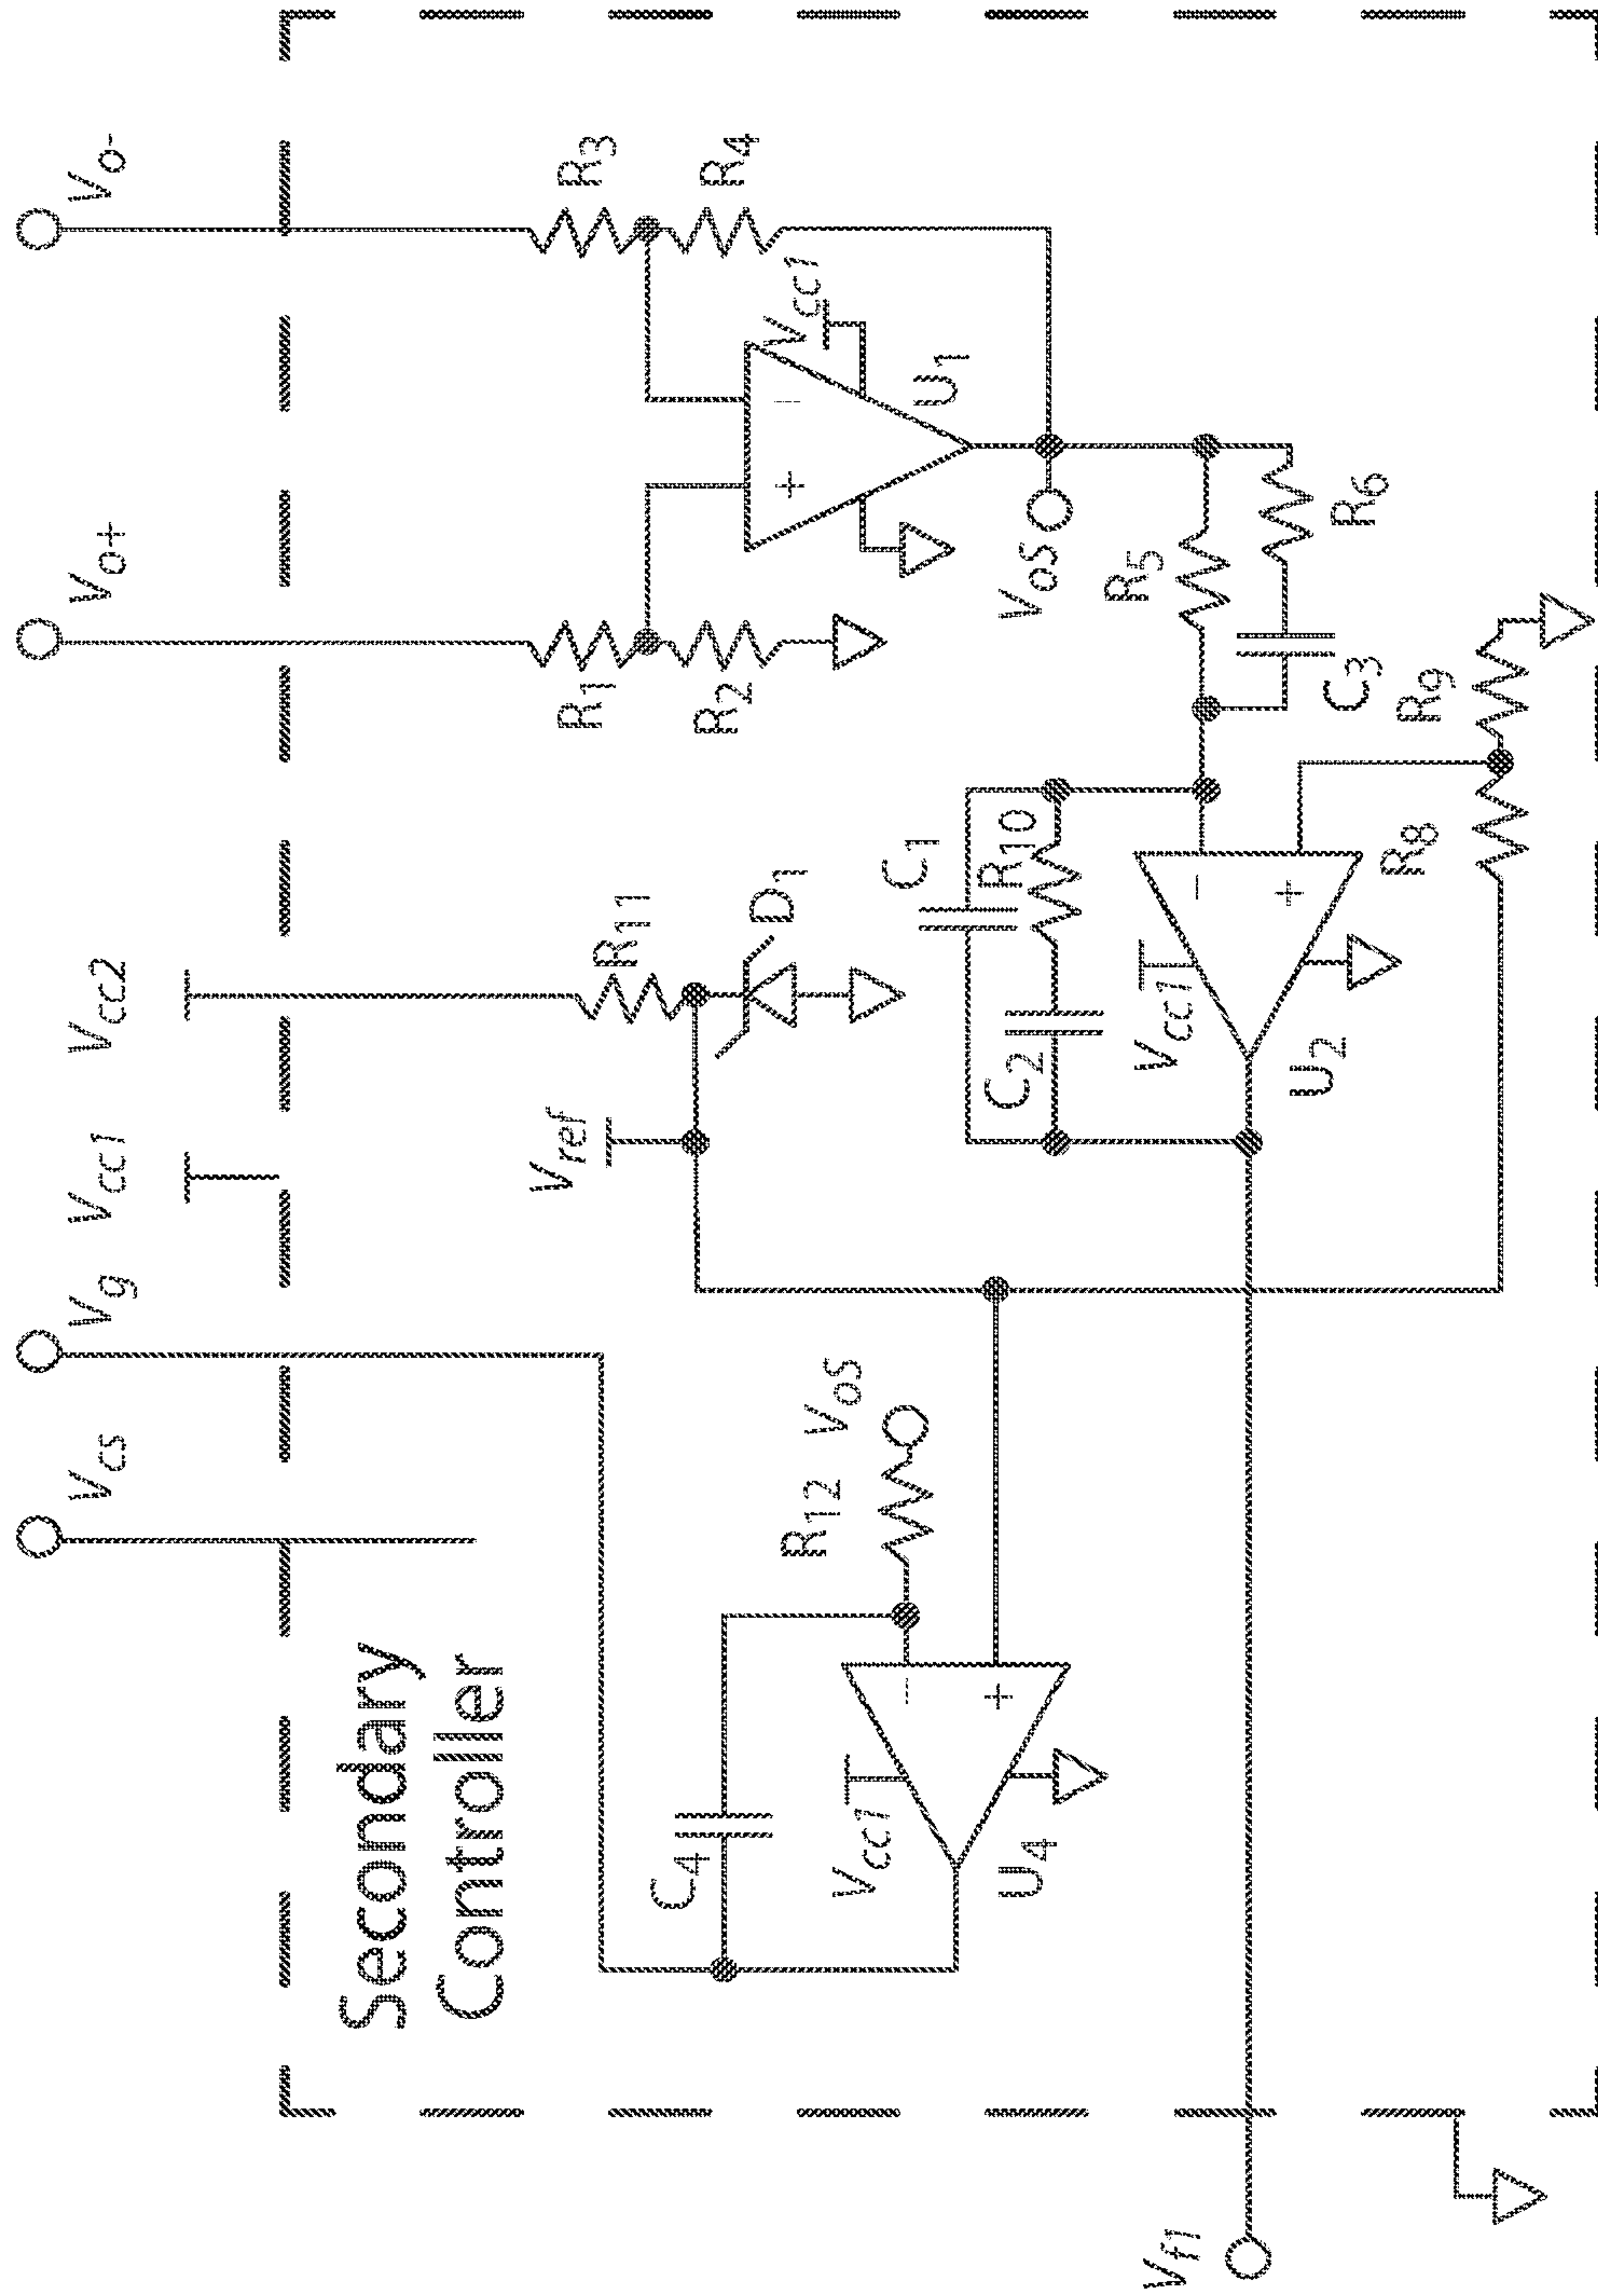 Secondary
Controller
Vcs
Vg
Vcc1
Vcc2
Vo+
Vo-
R1
R2
R3
R4
Vcc1
+
-
U1
VoS
R5
R6
C3
R9
R8
R11
D1
Vref
C1
R10
C2
Vcc1
-
+
U2
R12
VoS
C4
Vcc1
-
+
U4
Vf1